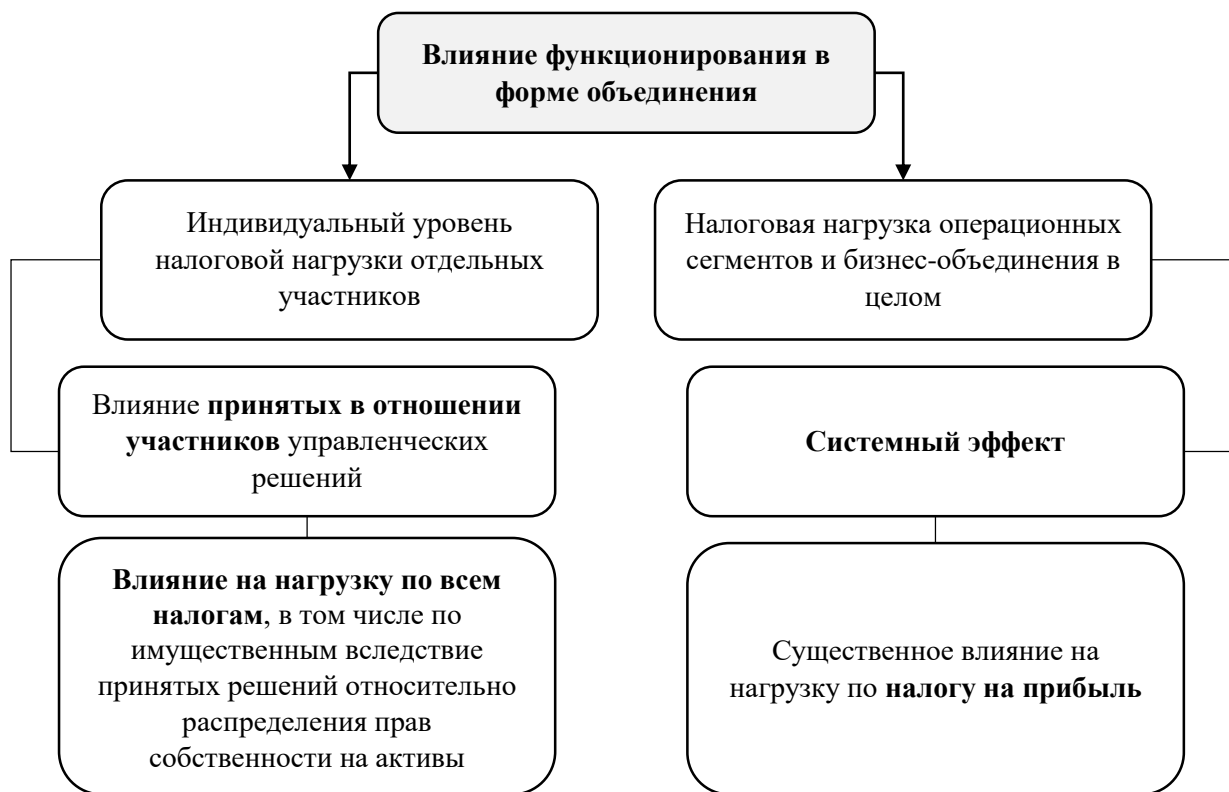 Влияние функционирования в
форме объединения
Индивидуальный уровень
налоговой нагрузки отдельных
участников
Налоговая нагрузка операционных
сегментов и бизнес-объединения в
целом
Влияние принятых в отношении
участников управленческих
решений
Системный эффект
Влияние на нагрузку по всем
налогам, в том числе по
имущественным вследствие
принятых решений относительно
распределения прав
собственности на активы
Существенное влияние на
нагрузку по налогу на прибыль